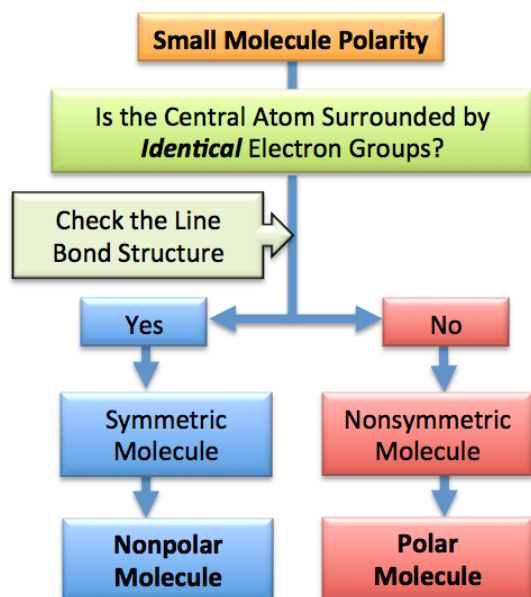 Small Molecule Polarity
Is the Central Atom Surrounded by
Identical Electron Groups?
Check the Line
Bond Structure
Yes
No
Symmetric
Molecule
Nonsymmetric
Molecule
Nonpolar
Molecule
Polar
Molecule